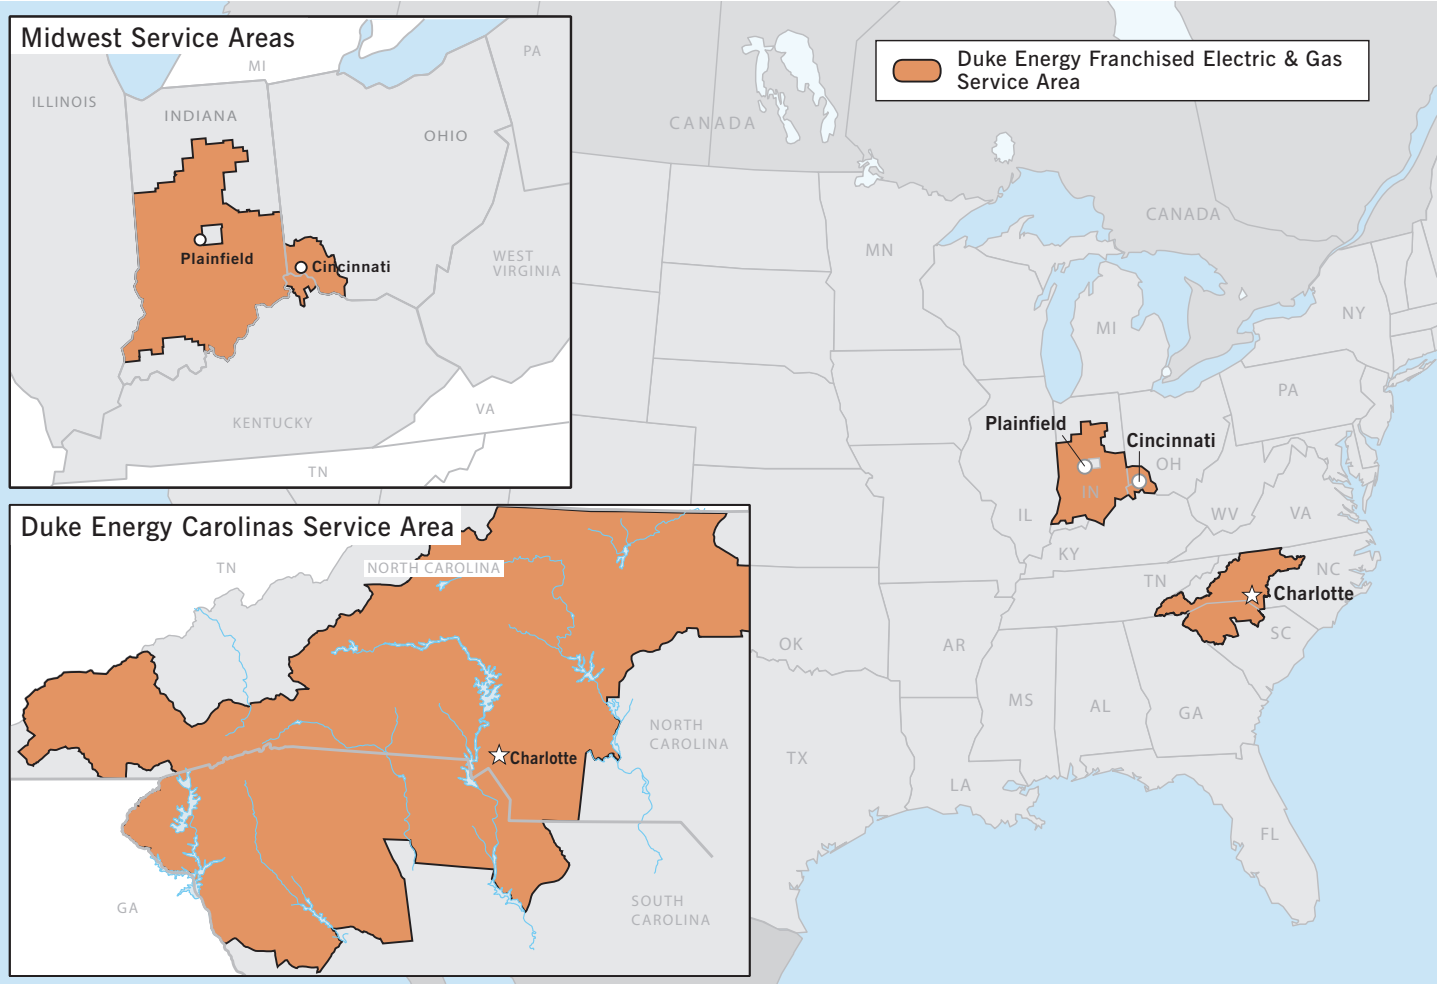 Midwest Service Areas
MI
PA
ILLINOIS
INDIANA
OHIO
Plainfield
Cincinnati
WEST
VIRGINIA
KENTUCKY
VA
TN
Duke Energy Carolinas Service Area
TN
NORTH CAROLINA
Charlotte
NORTH
CAROLINA
GA
SOUTH
CAROLINA
Duke Energy Franchised Electric & Gas
Service Area
CANADA
CANADA
MN
MI
NY
PA
Plainfield
Cincinnati
OH
IN
IL
WV
VA
KY
TN
NC
Charlotte
SC
OK
AR
MS
AL
GA
TX
LA
FL